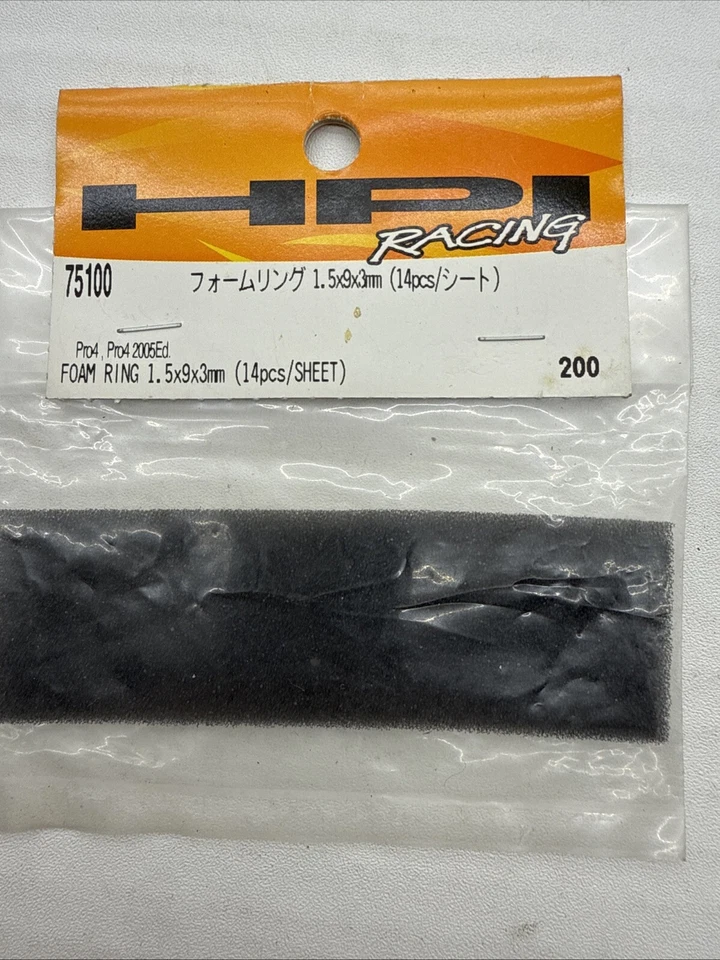 HPI
RACING
75100
フォームリング 1.5x9x3mm (14pcs/シート)
Pro4, Pro4 2005Ed.
FOAM RING 1.5x9x3mm (14pcs/SHEET)
200